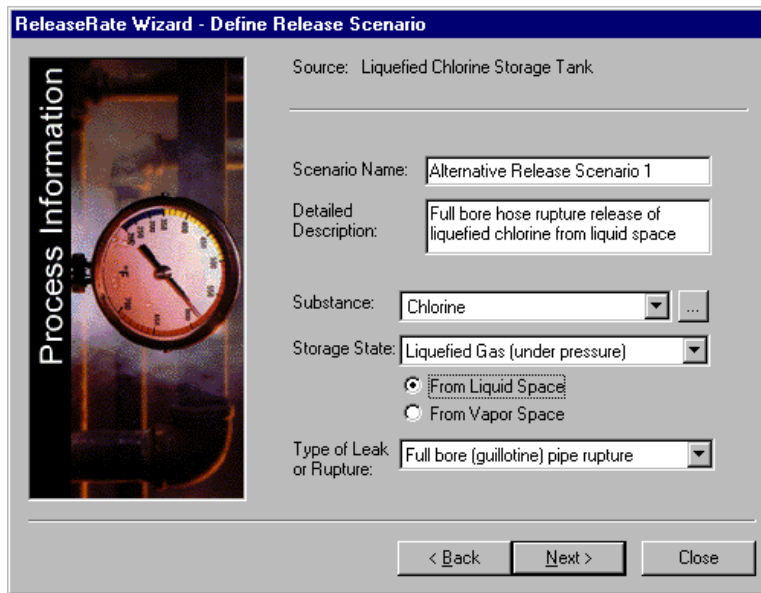 ReleaseRate Wizard - Define Release Scenario
Process Information
Source: Liquefied Chlorine Storage Tank
Scenario Name: Alternative Release Scenario 1
Detailed
Description:
Full bore hose rupture release of
liquefied chlorine from liquid space
Substance: Chlorine
...
Storage State: Liquefied Gas (under pressure)
From Liquid Space
From Vapor Space
Type of Leak
or Rupture:
Full bore (guillotine) pipe rupture
< Back
Next >
Close